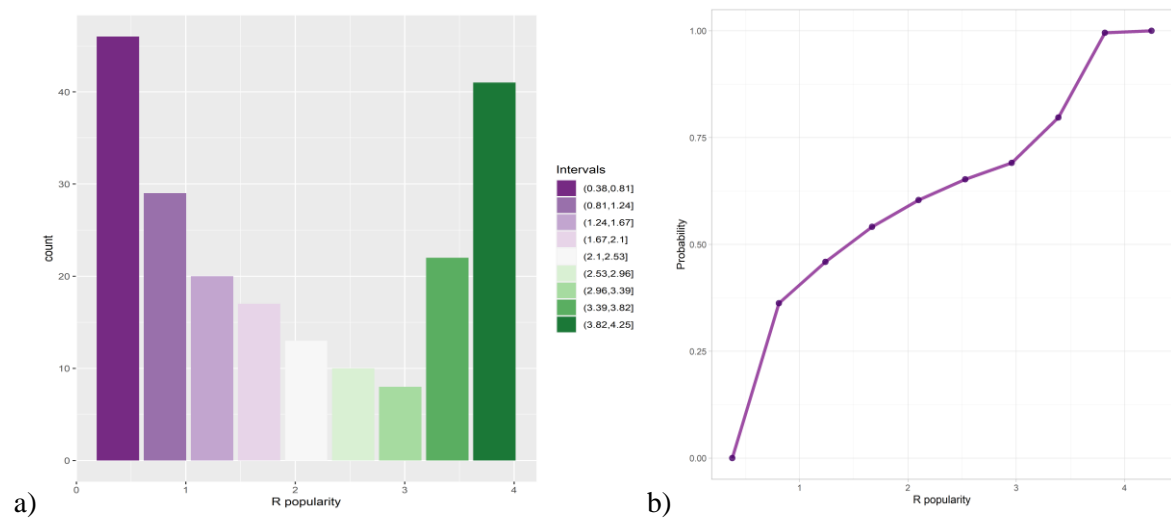 40
30
20
10
0
count
0 1 2 3 4
R popularity
Intervals
(0.38,0.81]
(0.81,1.24]
(1.24,1.67]
(1.67,2.1]
(2.1,2.53]
(2.53,2.96]
(2.96,3.39]
(3.39,3.82]
(3.82,4.25]
a)
1.00
0.75
0.50
0.25
0.00
Probability
1 2 3 4
R popularity
b)